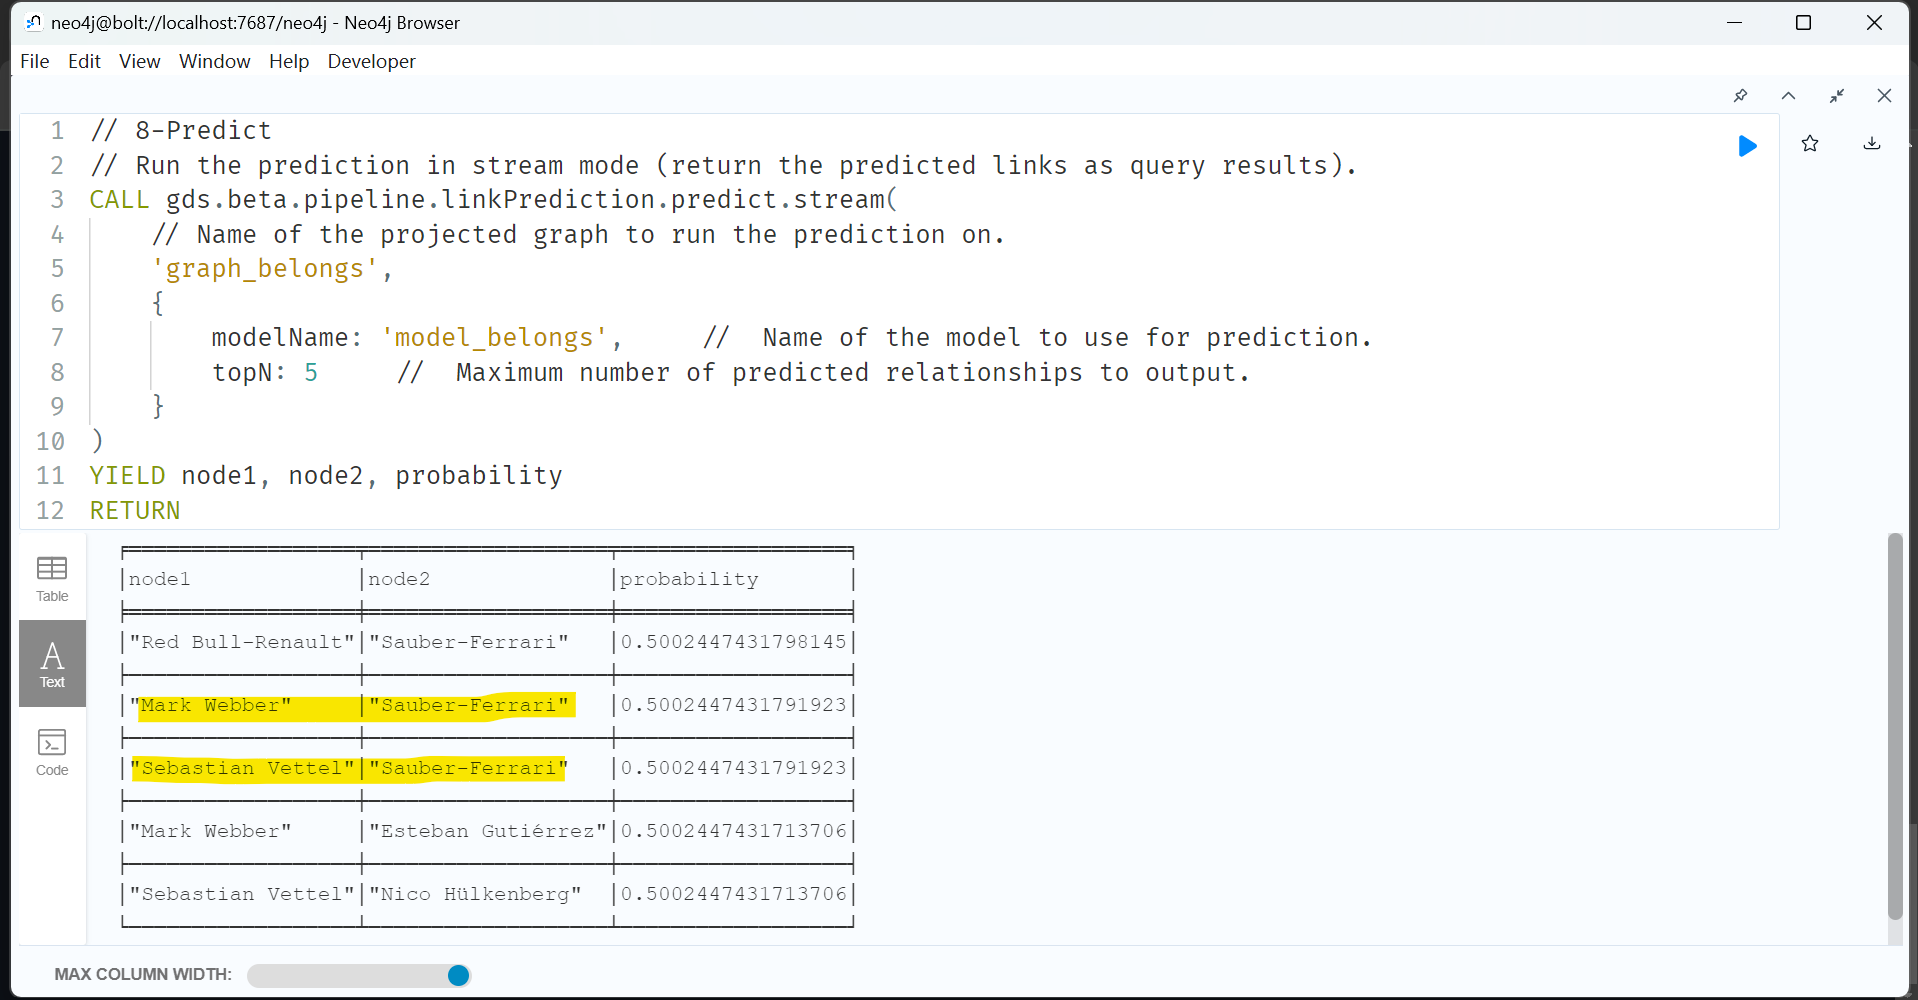 neo4j@bolt://localhost:7687/neo4j - Neo4j Browser
File Edit View Window Help Developer
1 // 8-Predict
2 // Run the prediction in stream mode (return the predicted links as query results).
3 CALL gds.beta.pipeline.linkPrediction.predict.stream(
4 // Name of the projected graph to run the prediction on.
5 'graph_belongs',
6 {
7 modelName: 'model_belongs', // Name of the model to use for prediction.
8 topN: 5 // Maximum number of predicted relationships to output.
9 }
10 )
11 YIELD node1, node2, probability
12 RETURN
Table
Text
Code
|node1 |node2 |probability |
|"Red Bull-Renault"|"Sauber-Ferrari" |0.5002447431798145|
|"Mark Webber" |"Sauber-Ferrari" |0.5002447431791923|
|"Sebastian Vettel"|"Sauber-Ferrari" |0.5002447431791923|
|"Mark Webber" |"Esteban Gutiérrez"|0.5002447431713706|
|"Sebastian Vettel"|"Nico Hülkenberg" |0.5002447431713706|
MAX COLUMN WIDTH: